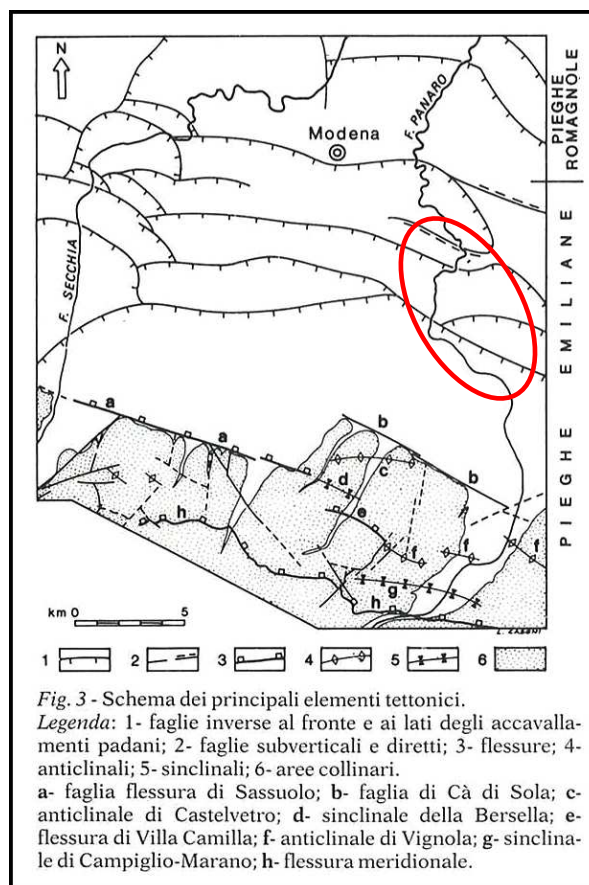 N
Modena
F. PANARO
PIEGHE
ROMAGNOLE
F. SECCHIA
PIEGHE EMILIANE
a
a
b
b
c
d
e
f
f
f
h
g
h
km 0 5
1 2 3 4 5 6
Fig. 3 - Schema dei principali elementi tettonici.
Legenda: 1- faglie inverse al fronte e ai lati degli accavalla-
menti padani; 2- faglie subverticali e diretti; 3- flessure; 4-
anticlinali; 5- sinclinali; 6- aree collinari.
a- faglia flessura di Sassuolo; b- faglia di Cà di Sola; c-
anticlinale di Castelvetro; d- sinclinale della Bersella; e-
flessura di Villa Camilla; f- anticlinale di Vignola; g- sinclina-
le di Campiglio-Marano; h- flessura meridionale.